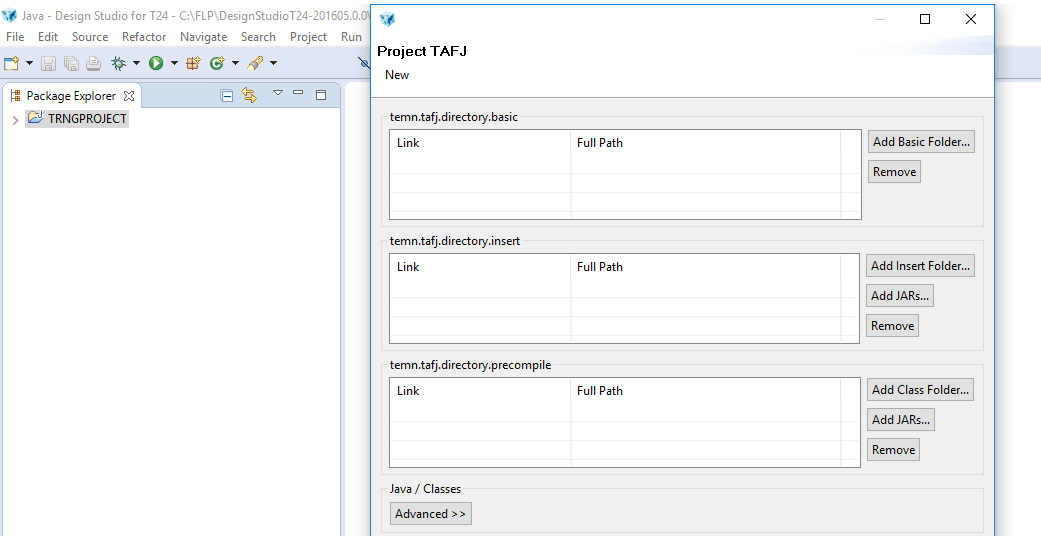 Java - Design Studio for T24 - C:\FLP\DesignStudioT24-201605.0.0\
File Edit Source Refactor Navigate Search Project Run
Package Explorer
TRNGPROJECT
Project TAFJ
New
temn.tafj.directory.basic
Link Full Path
Add Basic Folder...
Remove
temn.tafj.directory.insert
Link Full Path
Add Insert Folder...
Add JARs...
Remove
temn.tafj.directory.precompile
Link Full Path
Add Class Folder...
Add JARs...
Remove
Java / Classes
Advanced >>